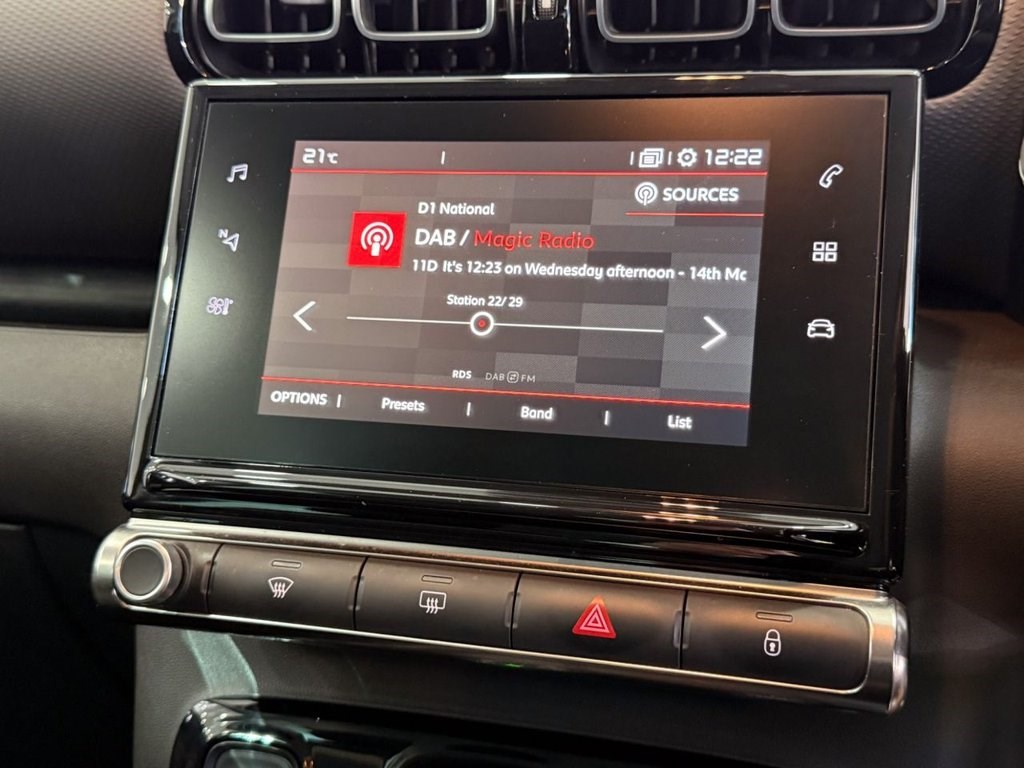 21°c
12:22
SOURCES
D1 National
DAB / Magic Radio
11D It's 12:23 on Wednesday afternoon - 14th Mc
Station 22/29
RDS DAB FM
OPTIONS Presets Band List
N